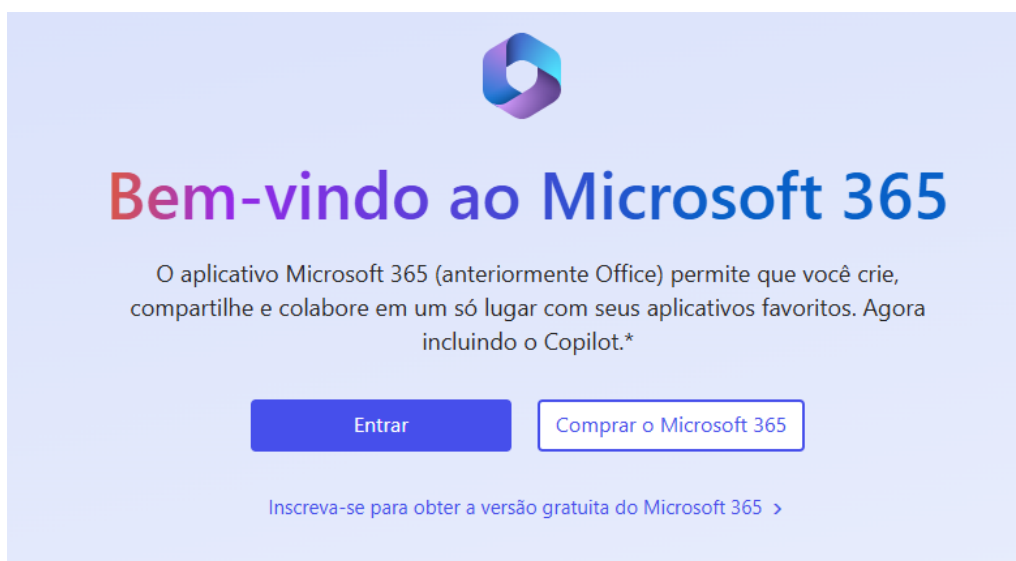 Bem-vindo ao Microsoft 365
O aplicativo Microsoft 365 (anteriormente Office) permite que você crie,
compartilhe e colabore em um só lugar com seus aplicativos favoritos. Agora
incluindo o Copilot.*
Entrar
Comprar o Microsoft 365
Inscreva-se para obter a versão gratuita do Microsoft 365 >